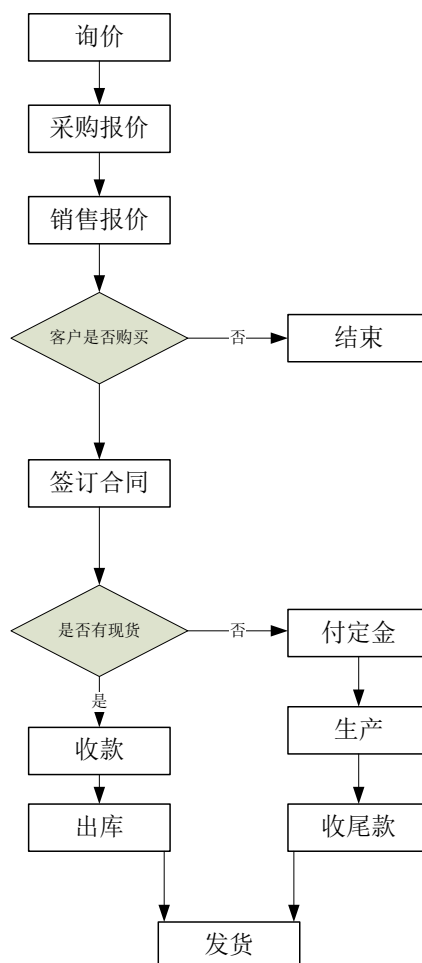 询价
采购报价
销售报价
客户是否购买
否
结束
签订合同
是否有现货
否
付定金
是
生产
收款
出库
收尾款
发货